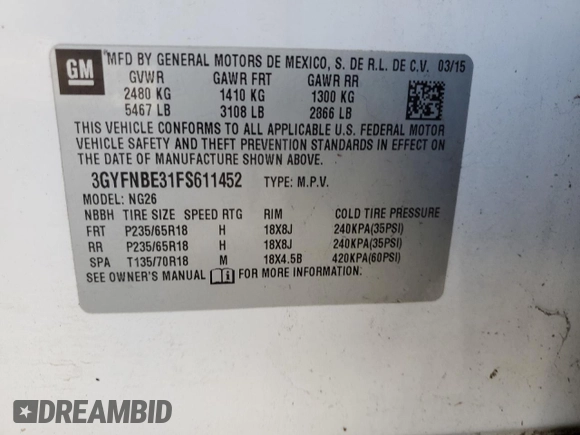 GM
MFD BY GENERAL MOTORS DE MEXICO, S. DE R.L. DE C.V. 03/15
GVWR GAWR FRT GAWR RR
2480 KG 1410 KG 1300 KG
5467 LB 3108 LB 2866 LB
THIS VEHICLE CONFORMS TO ALL APPLICABLE U.S. FEDERAL MOTOR
VEHICLE SAFETY AND THEFT PREVENTION STANDARDS IN EFFECT ON
THE DATE OF MANUFACTURE SHOWN ABOVE.
3GYFNBE31FS611452 TYPE: M.P.V.
MODEL: NG26
NBBH TIRE SIZE SPEED RTG RIM COLD TIRE PRESSURE
FRT P235/65R18 H 18X8J 240KPA(35PSI)
RR P235/65R18 H 18X8J 240KPA(35PSI)
SPA T135/70R18 M 18X4.5B 420KPA(60PSI)
SEE OWNER'S MANUAL i FOR MORE INFORMATION.
DREAMBID